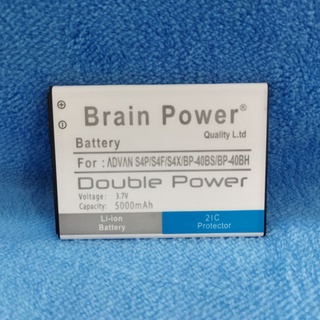 Brain Power®
Quality L.td
Battery
For : ADVAN S4P/S4F/S4X/BP-40BS/BP-40BH
Double Power
Voltage : 3.7V
Capacity : 5000mAh
Li-ion
Battery
2IC
Protector